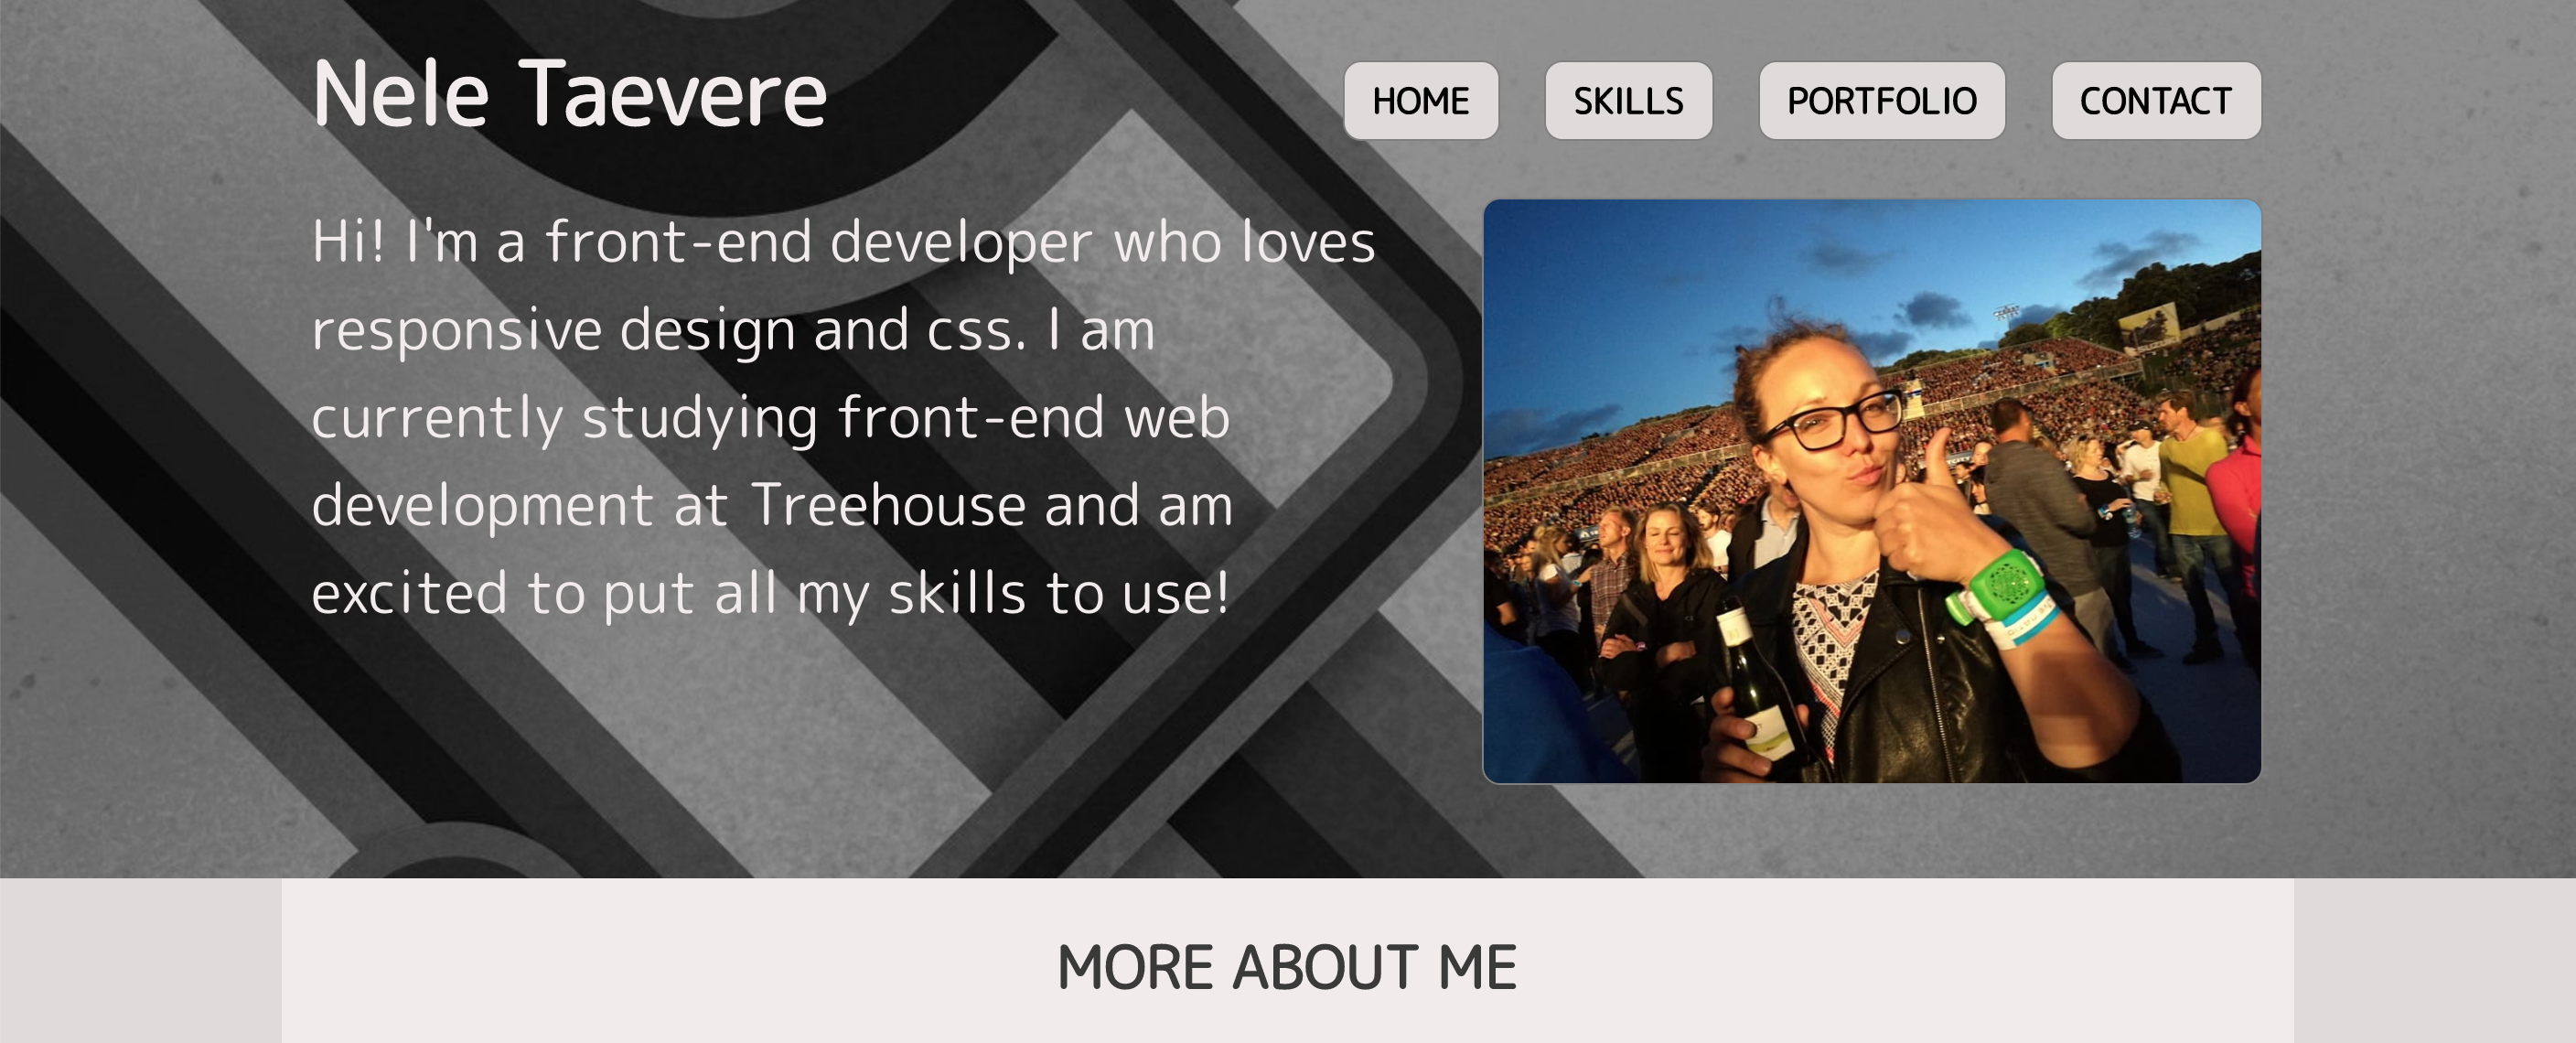 Nele Taevere
HOME
SKILLS
PORTFOLIO
CONTACT
Hi! I'm a front-end developer who loves
responsive design and css. I am
currently studying front-end web
development at Treehouse and am
excited to put all my skills to use!
MORE ABOUT ME